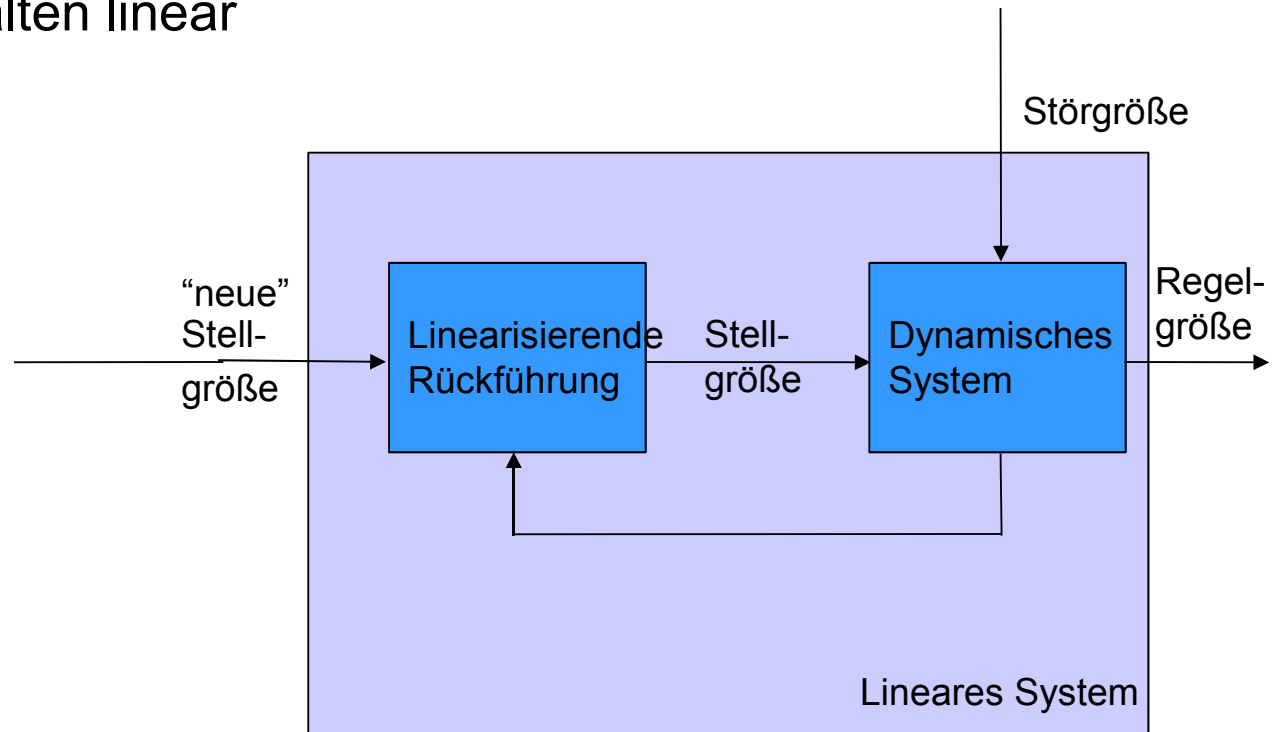 alten linear
Störgröße
“neue”
Stell-
größe
Linearisierende
Rückführung
Stell-
größe
Dynamisches
System
Regel-
größe
Lineares System